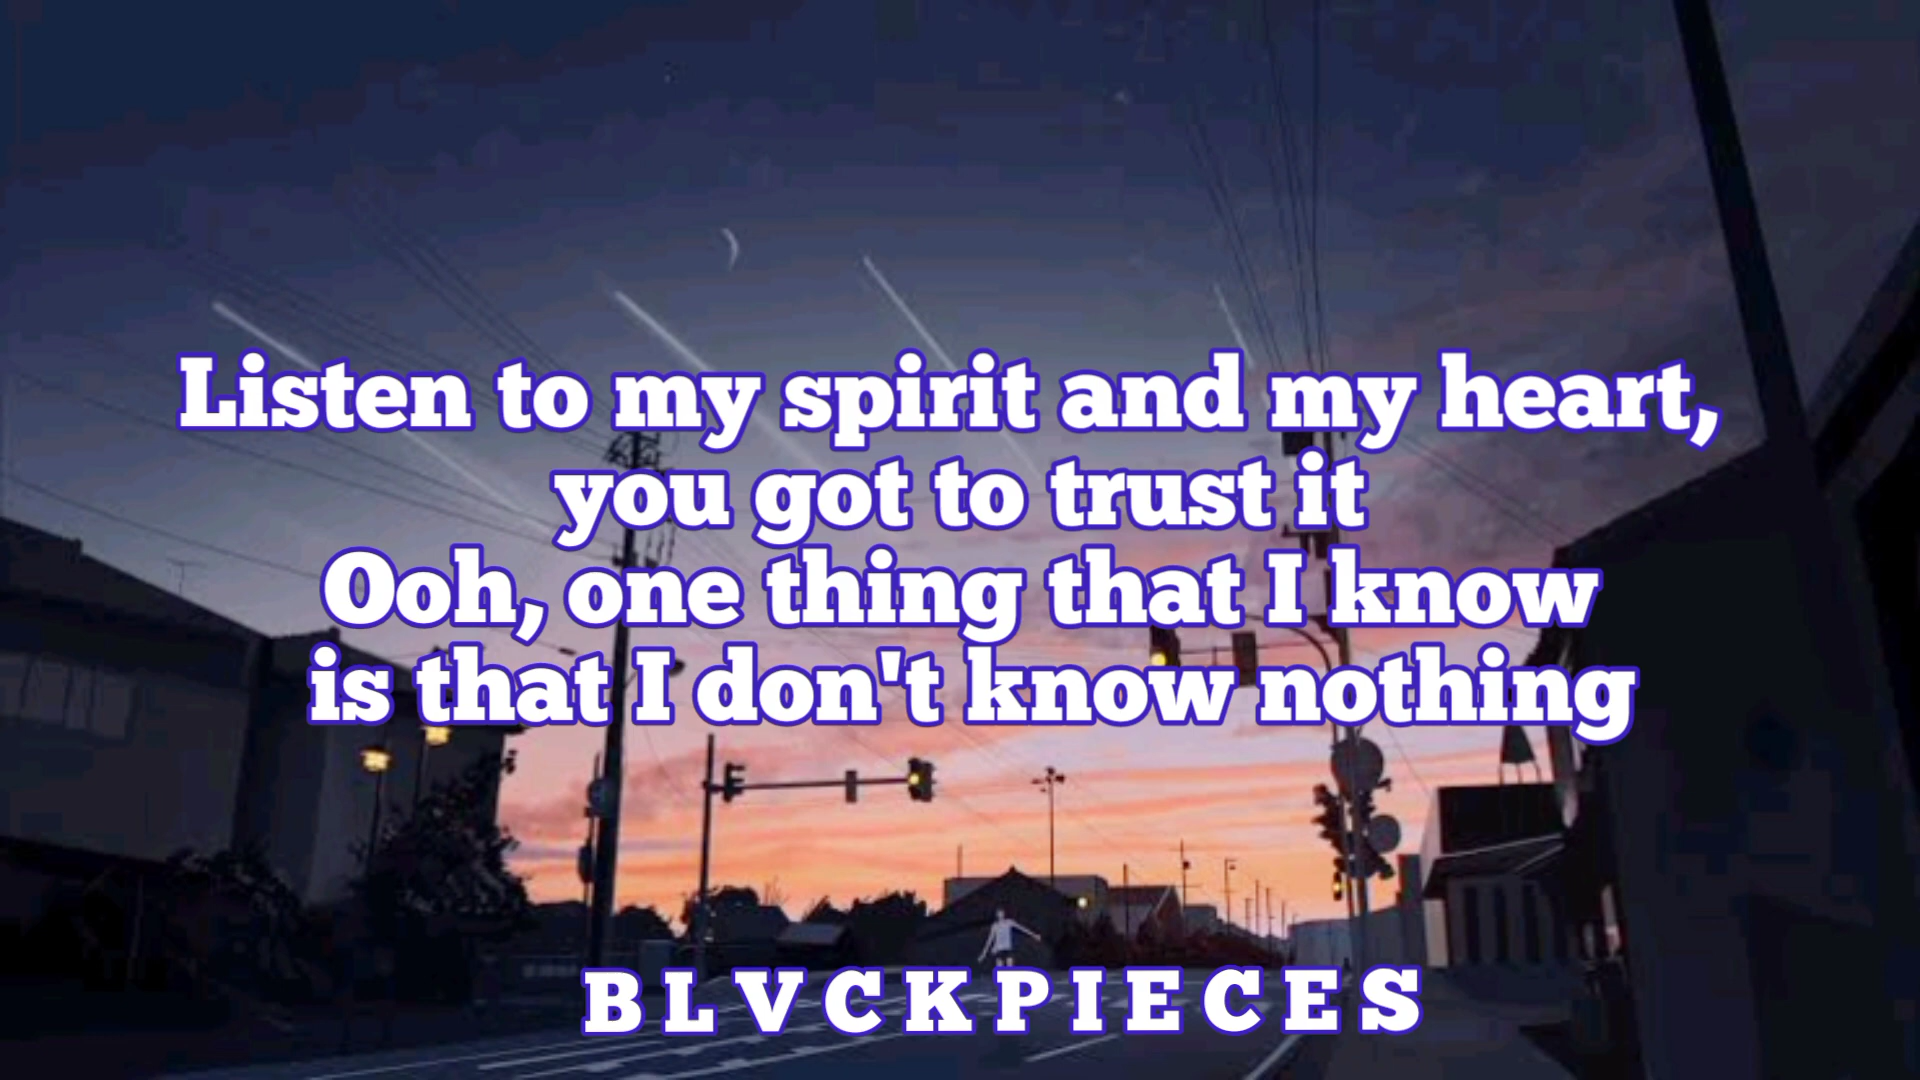 Listen to my spirit and my heart,
you got to trust it
Ooh, one thing that I know
is that I don't know nothing
BLVCKPIECES